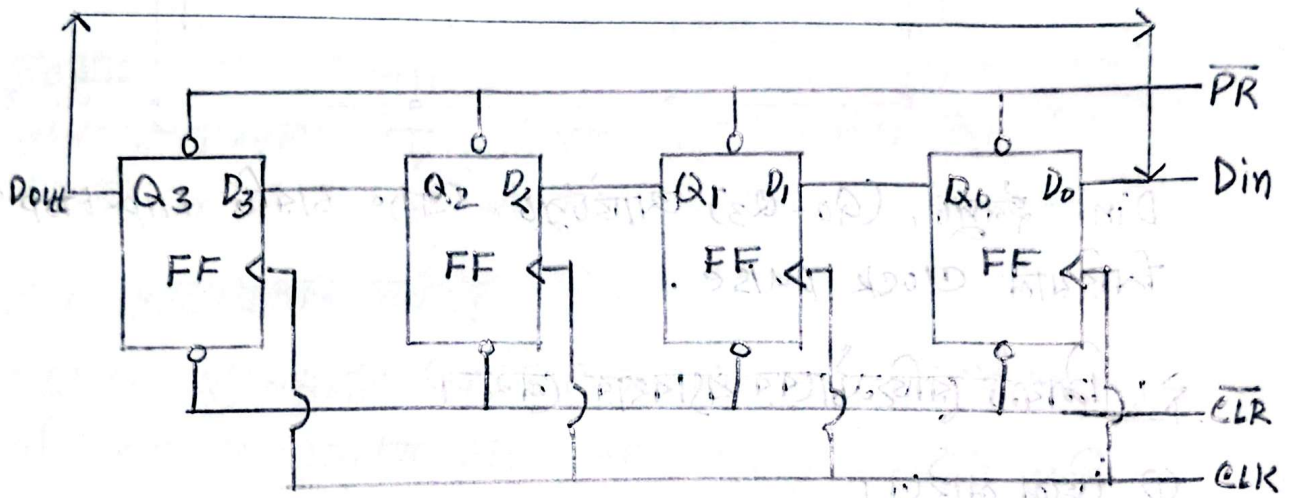 PR
Dout Q3 D3 Q2 D2 Q1 D1 Q0 D0 Din
FF FF FF FF
CLR
CLK